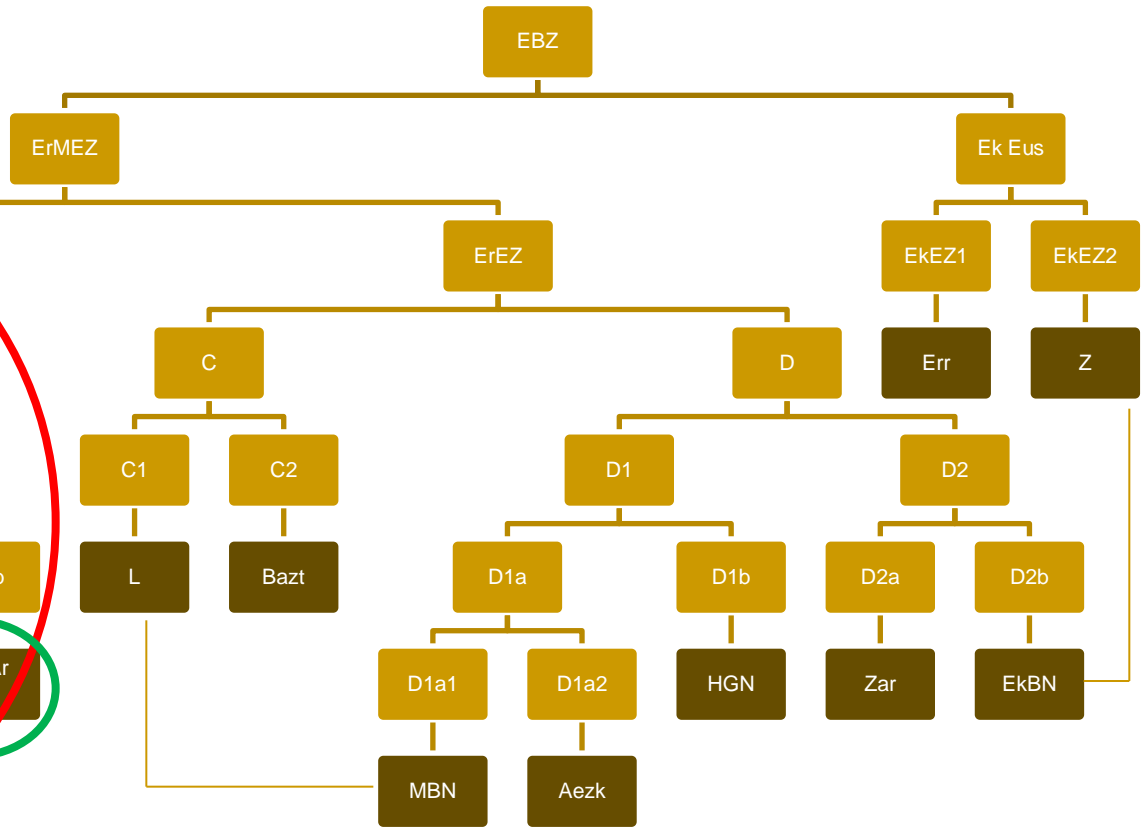 EBZ
ErMEZ
Ek Eus
ErEZ
EkEZ1
EkEZ2
C
D
Err
Z
C1
C2
D1
D2
L
Bazt
D1a
D1b
D2a
D2b
D1a1
D1a2
HGN
Zar
EkBN
MBN
Aezk